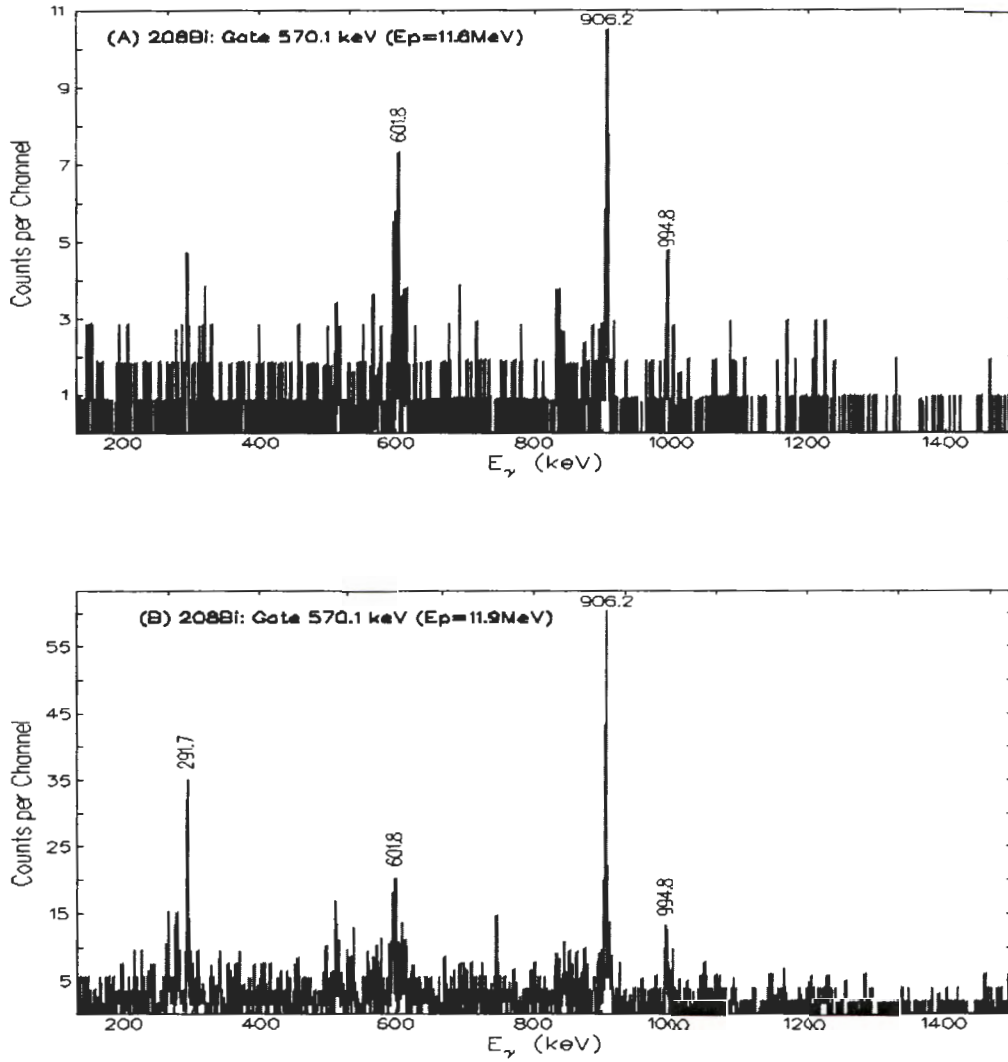 906.2
11
(A) 208Bi: Gate 570.1 keV (Ep=11.6MeV)
9
601.8
7
994.8
5
3
1
200 400 600 800 1000 1200 1400
Eγ (keV)
Counts per Channel
906.2
(B) 208Bi: Gate 570.1 keV (Ep=11.9MeV)
55
45
291.7
35
601.8
25
994.8
15
5
200 400 600 800 1000 1200 1400
Eγ (keV)
Counts per Channel